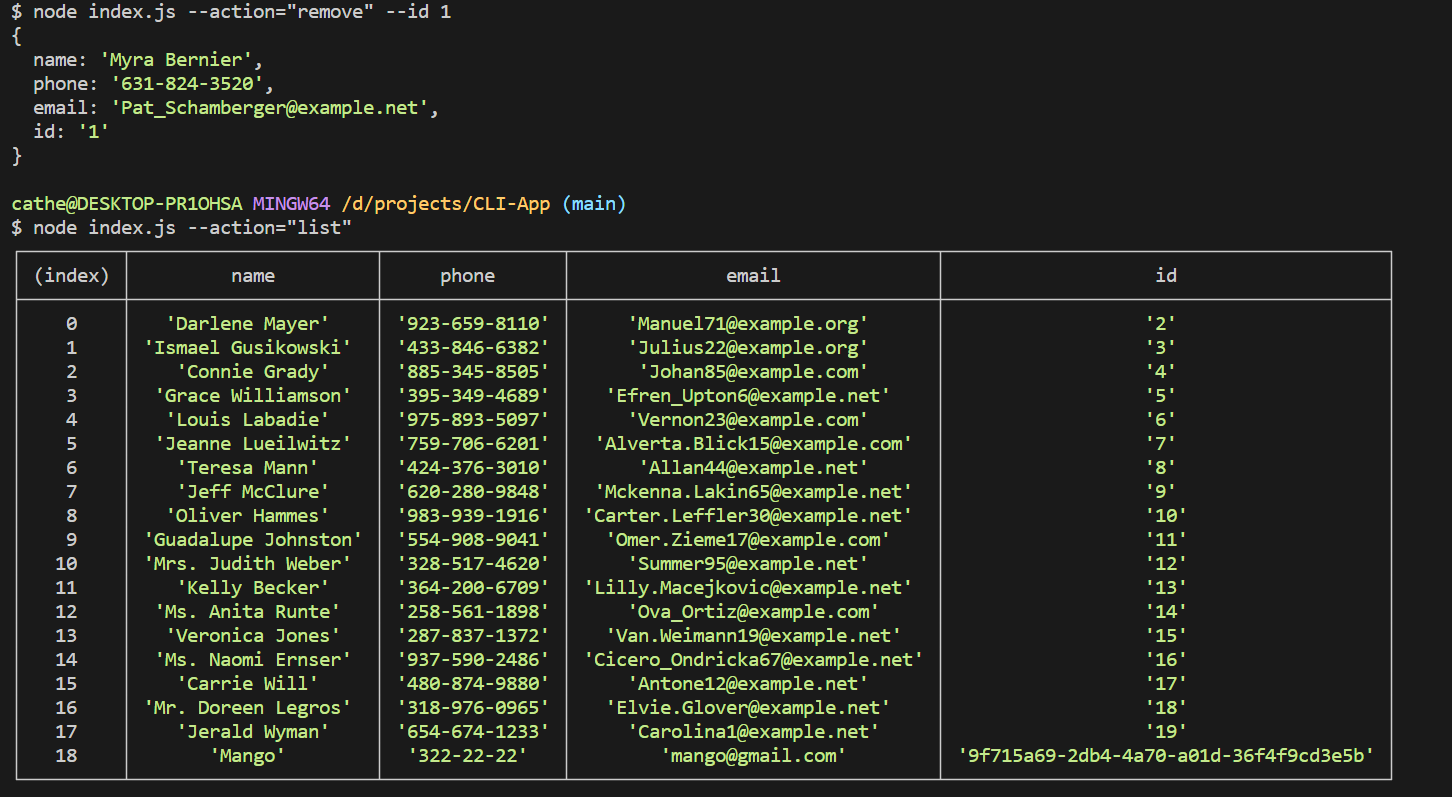 $ node index.js --action="remove" --id 1
{
  name: 'Myra Bernier',
  phone: '631-824-3520',
  email: 'Pat_Schamberger@example.net',
  id: '1'
}
cathe@DESKTOP-PR1OHSA MINGW64 /d/projects/CLI-App (main)
$ node index.js --action="list"
(index) name phone email id
0 'Darlene Mayer' '923-659-8110' 'Manuel71@example.org' '2'
1 'Ismael Gusikowski' '433-846-6382' 'Julius22@example.org' '3'
2 'Connie Grady' '885-345-8505' 'Johan85@example.com' '4'
3 'Grace Williamson' '395-349-4689' 'Efren_Upton6@example.net' '5'
4 'Louis Labadie' '975-893-5097' 'Vernon23@example.com' '6'
5 'Jeanne Lueilwitz' '759-706-6201' 'Alverta.Blick15@example.com' '7'
6 'Teresa Mann' '424-376-3010' 'Allan44@example.net' '8'
7 'Jeff McClure' '620-280-9848' 'Mckenna.Lakin65@example.net' '9'
8 'Oliver Hammes' '983-939-1916' 'Carter.Leffler30@example.net' '10'
9 'Guadalupe Johnston' '554-908-9041' 'Omer.Zieme17@example.com' '11'
10 'Mrs. Judith Weber' '328-517-4620' 'Summer95@example.net' '12'
11 'Kelly Becker' '364-200-6709' 'Lilly.Macejkovic@example.net' '13'
12 'Ms. Anita Runte' '258-561-1898' 'Ova_Ortiz@example.com' '14'
13 'Veronica Jones' '287-837-1372' 'Van.Weimann19@example.net' '15'
14 'Ms. Naomi Ernser' '937-590-2486' 'Cicero_Ondricka67@example.net' '16'
15 'Carrie Will' '480-874-9880' 'Antone12@example.net' '17'
16 'Mr. Doreen Legros' '318-976-0965' 'Elvie.Glover@example.net' '18'
17 'Jerald Wyman' '654-674-1233' 'Carolina1@example.net' '19'
18 'Mango' '322-22-22' 'mango@gmail.com' '9f715a69-2db4-4a70-a01d-36f4f9cd3e5b'